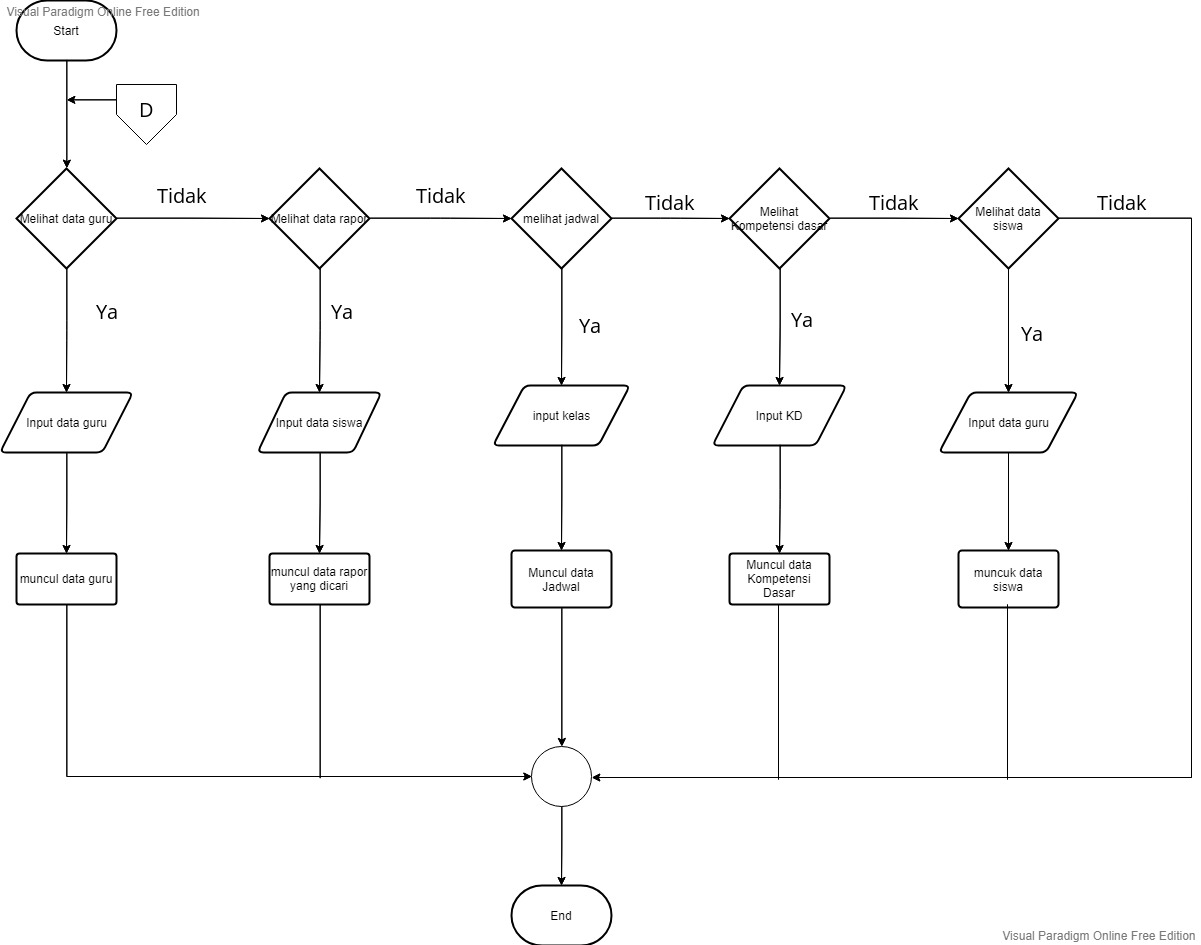 Visual Paradigm Online Free Edition
Start
D
Tidak
Tidak
Tidak
Tidak
Tidak
Melihat data guru
Melihat data rapor
melihat jadwal
Melihat
Kompetensi dasar
Melihat data
siswa
Ya
Ya
Ya
Ya
Ya
Input data guru
Input data siswa
input kelas
Input KD
Input data guru
muncul data guru
muncul data rapor
yang dicari
Muncul data
Jadwal
Muncul data
Kompetensi
Dasar
muncuk data
siswa
End
Visual Paradigm Online Free Edition